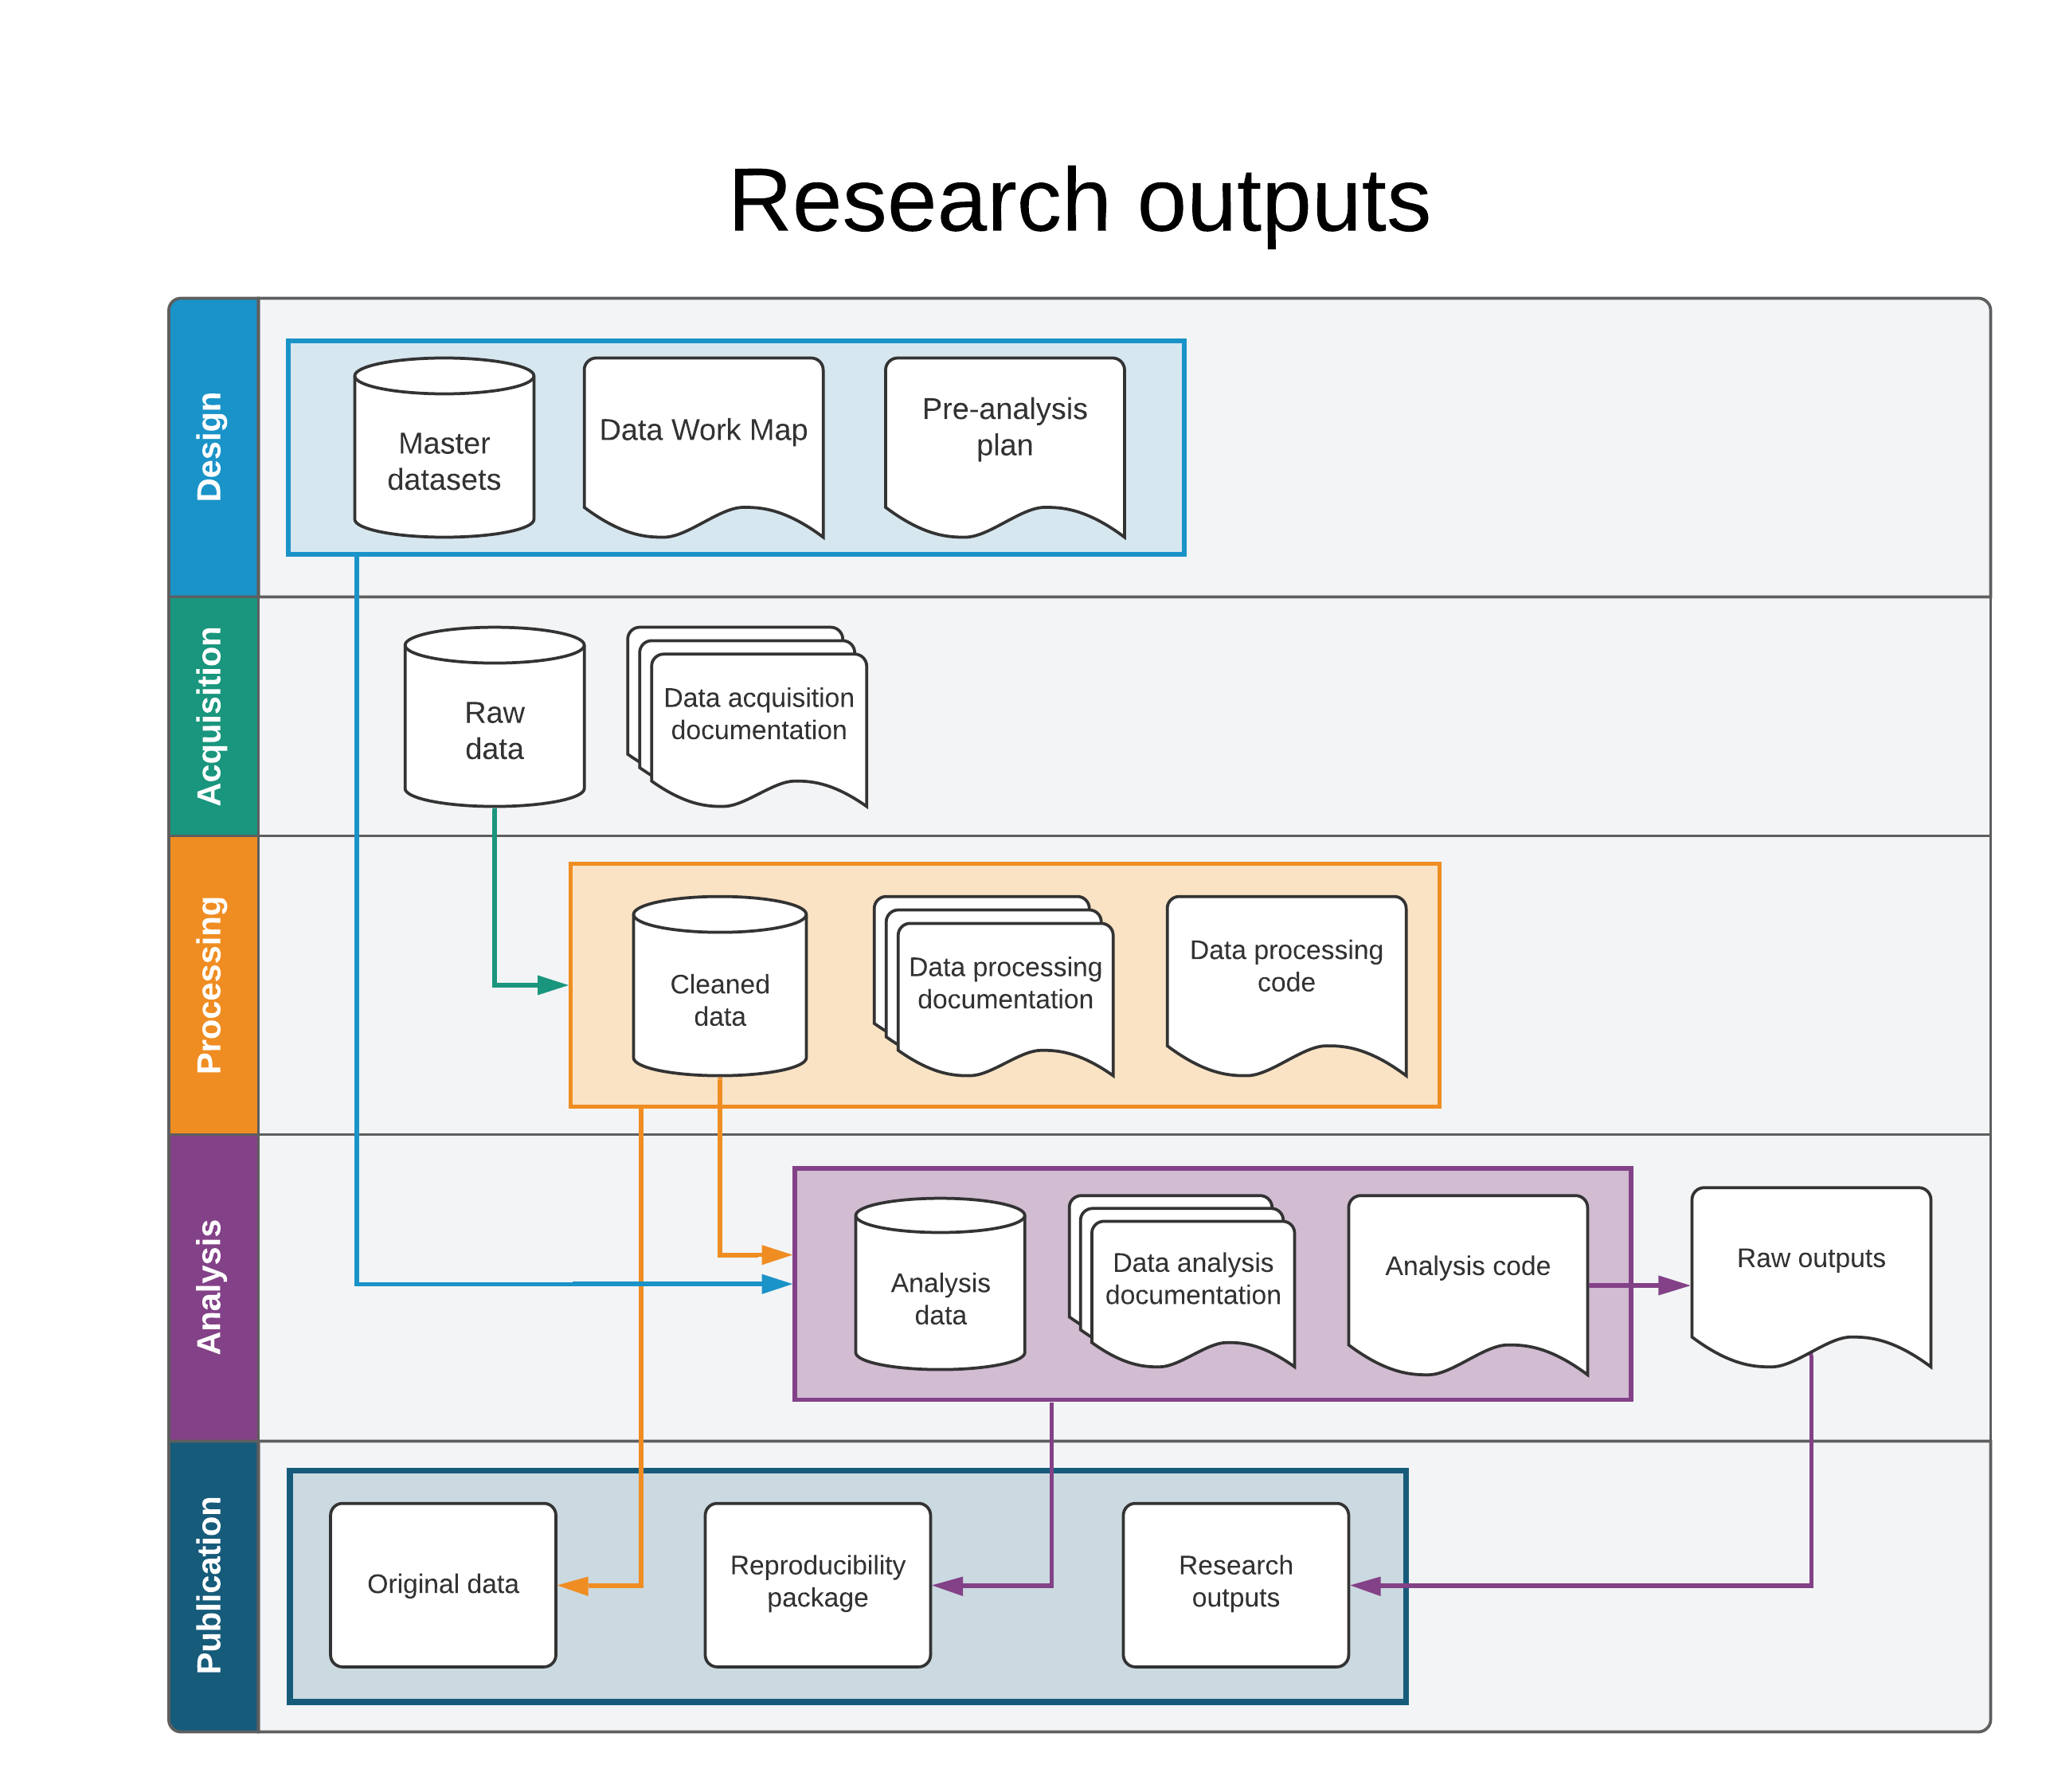 Research outputs
Design
Master
datasets
Data Work Map
Pre-analysis
plan
Acquisition
Raw
data
Data acquisition
documentation
Processing
Cleaned
data
Data processing
documentation
Data processing
code
Analysis
Analysis
data
Data analysis
documentation
Analysis code
Raw outputs
Publication
Original data
Reproducibility
package
Research
outputs